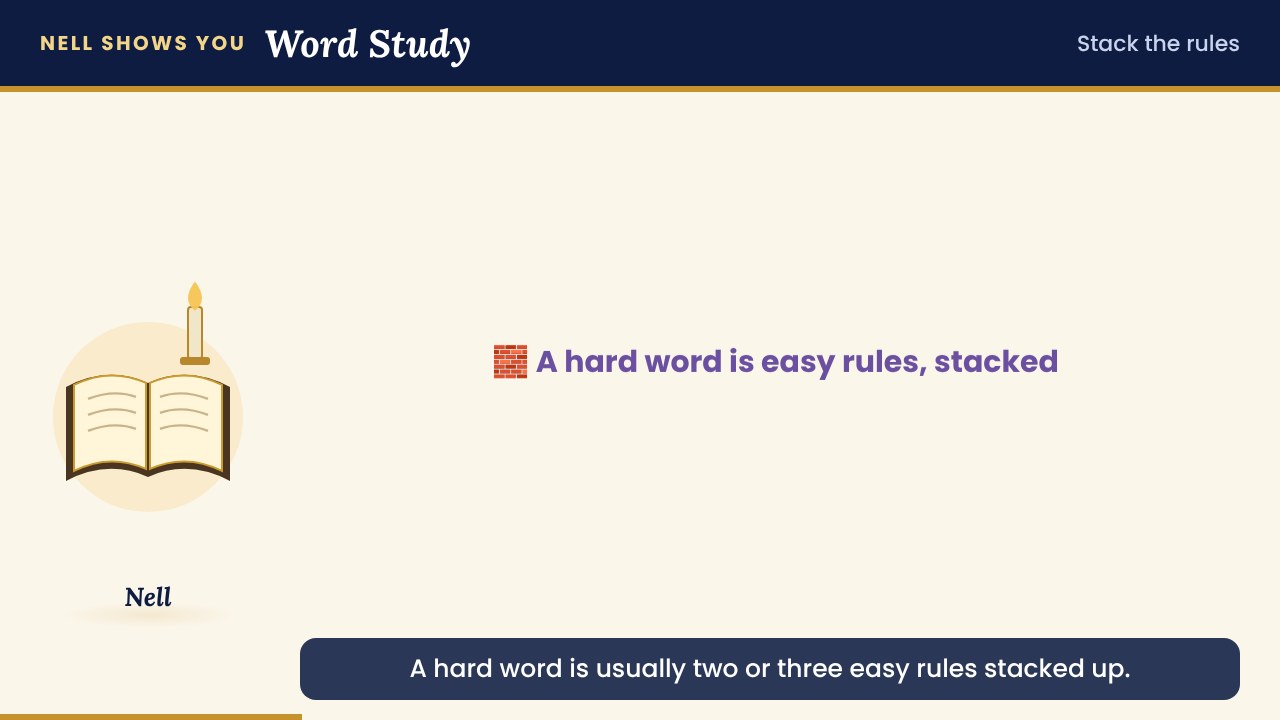 NELL SHOWS YOU Word Study
Stack the rules
🧱 A hard word is easy rules, stacked
Nell
A hard word is usually two or three easy rules stacked up.